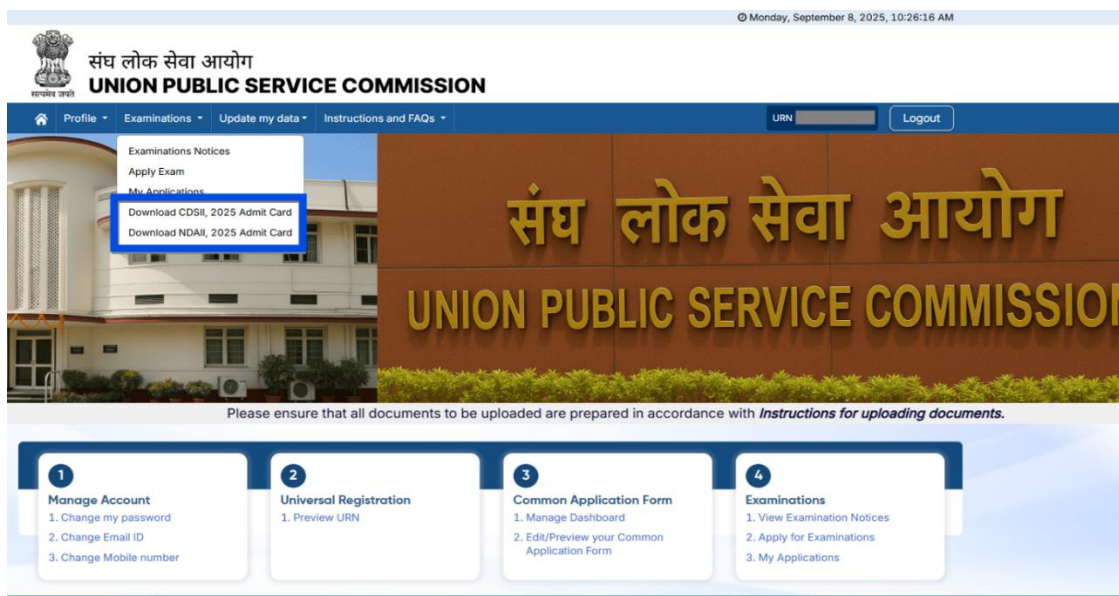 Monday, September 8, 2025, 10:26:16 AM
संघ लोक सेवा आयोग
UNION PUBLIC SERVICE COMMISSION
सत्यमेव जयते
Profile Examinations Update my data Instructions and FAQs URN Logout
Examinations Notices
Apply Exam
My Applications
Download CDSII, 2025 Admit Card
Download NDAII, 2025 Admit Card
संघ लोक सेवा आयोग
UNION PUBLIC SERVICE COMMISSIO
Please ensure that all documents to be uploaded are prepared in accordance with Instructions for uploading documents.
1
Manage Account
1. Change my password
2. Change Email ID
3. Change Mobile number
2
Universal Registration
1. Preview URN
3
Common Application Form
1. Manage Dashboard
2. Edit/Preview your Common
Application Form
4
Examinations
1. View Examination Notices
2. Apply for Examinations
3. My Applications